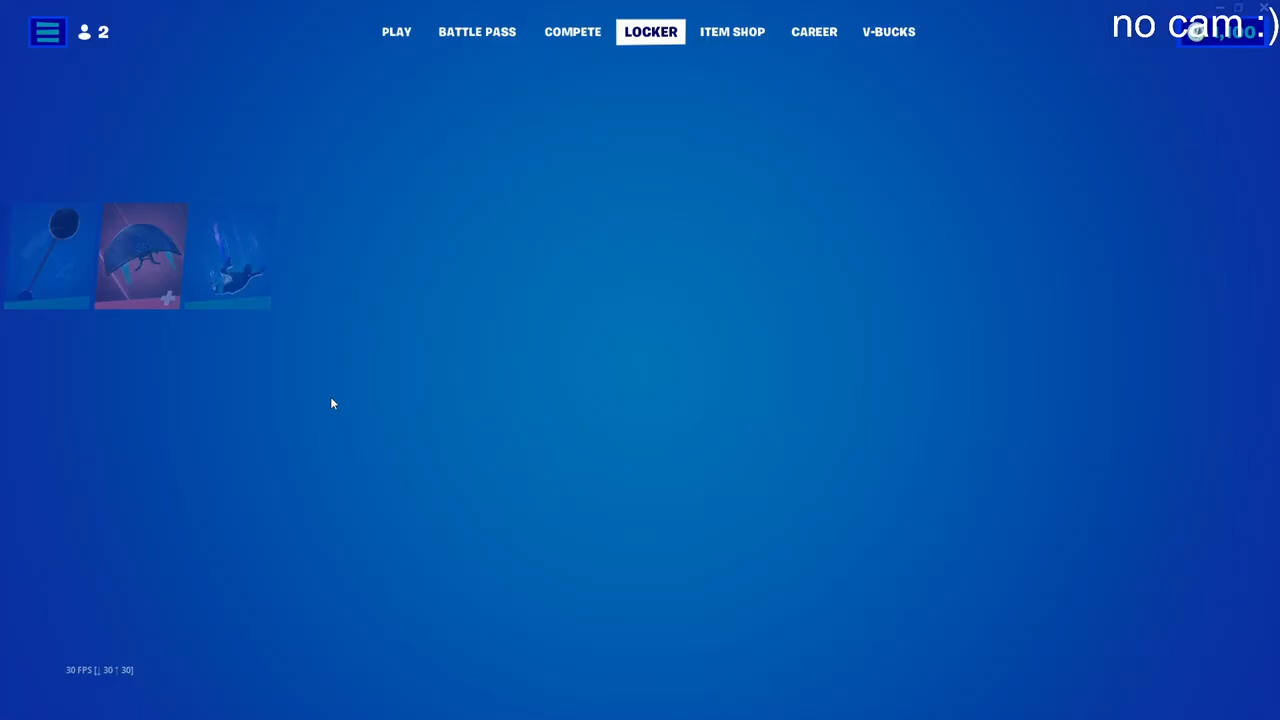 2
PLAY BATTLE PASS COMPETE LOCKER ITEM SHOP CAREER V-BUCKS
no cam :)
30 FPS [↓ 30 ↑ 30]